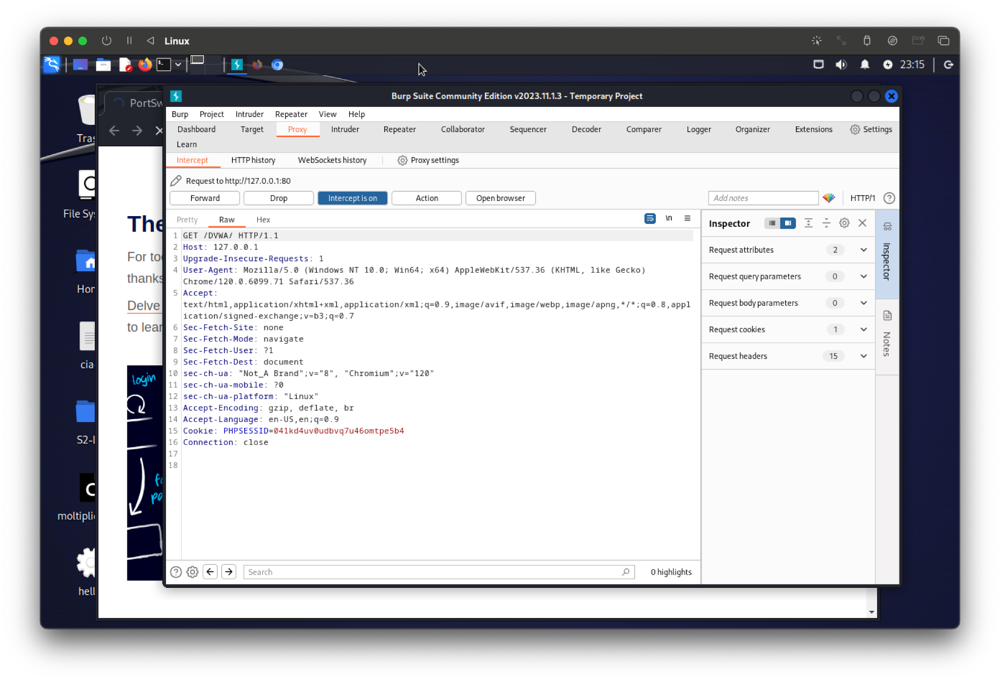 Linux
23:15
PortSw
Tras
File Sys
Hom
cia
S2-L
moltiplic
hell
The
For too
thanks
Delve
to lear
login
fo
pa
Burp Suite Community Edition v2023.11.1.3 - Temporary Project
Burp Project Intruder Repeater View Help
Dashboard Target Proxy Intruder Repeater Collaborator Sequencer Decoder Comparer Logger Organizer Extensions Settings
Learn
Intercept HTTP history WebSockets history Proxy settings
Request to http://127.0.0.1:80
Forward Drop Intercept is on Action Open browser Add notes HTTP/1
Pretty Raw Hex \n
1 GET /DVWA/ HTTP/1.1
2 Host: 127.0.0.1
3 Upgrade-Insecure-Requests: 1
4 User-Agent: Mozilla/5.0 (Windows NT 10.0; Win64; x64) AppleWebKit/537.36 (KHTML, like Gecko)
Chrome/120.0.6099.71 Safari/537.36
5 Accept:
text/html,application/xhtml+xml,application/xml;q=0.9,image/avif,image/webp,image/apng,*/*;q=0.8,appl
ication/signed-exchange;v=b3;q=0.7
6 Sec-Fetch-Site: none
7 Sec-Fetch-Mode: navigate
8 Sec-Fetch-User: ?1
9 Sec-Fetch-Dest: document
10 sec-ch-ua: "Not_A Brand";v="8", "Chromium";v="120"
11 sec-ch-ua-mobile: ?0
12 sec-ch-ua-platform: "Linux"
13 Accept-Encoding: gzip, deflate, br
14 Accept-Language: en-US,en;q=0.9
15 Cookie: PHPSESSID=041kd4uv0udbvq7u46omtpe5b4
16 Connection: close
17
18
Search
0 highlights
Inspector
Request attributes 2
Request query parameters 0
Request body parameters 0
Request cookies 1
Request headers 15
Inspector
Notes